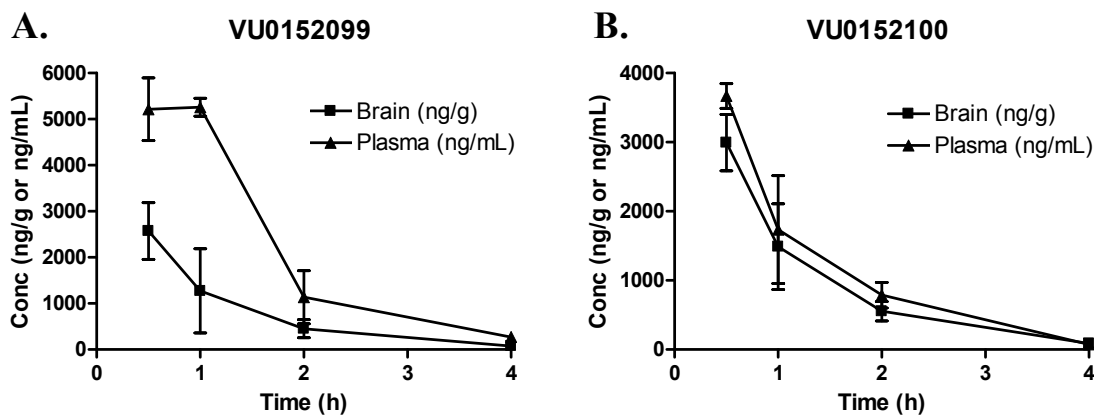 A.
VU0152099
Conc (ng/g or ng/mL)
6000
5000
4000
3000
2000
1000
0
Brain (ng/g)
Plasma (ng/mL)
0 1 2 3 4
Time (h)
B.
VU0152100
Conc (ng/g or ng/mL)
4000
3000
2000
1000
0
Brain (ng/g)
Plasma (ng/mL)
0 1 2 3 4
Time (h)